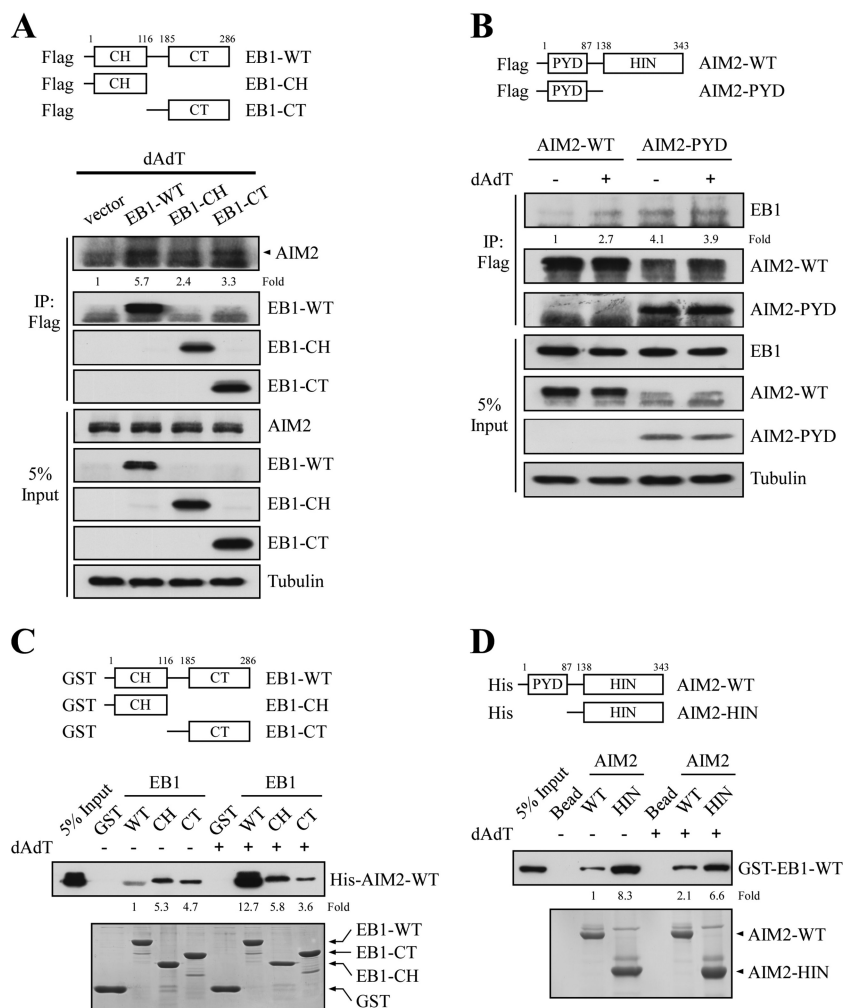 A
1 116 185 286
Flag CH CT EB1-WT
Flag CH EB1-CH
Flag CT EB1-CT
dAdT
vector EB1-WT EB1-CH EB1-CT
AIM2
1 5.7 2.4 3.3 Fold
IP: Flag
EB1-WT
EB1-CH
EB1-CT
5% Input
AIM2
EB1-WT
EB1-CH
EB1-CT
Tubulin
B
1 87 138 343
Flag PYD HIN AIM2-WT
Flag PYD AIM2-PYD
AIM2-WT AIM2-PYD
dAdT - + - +
IP: Flag
EB1
1 2.7 4.1 3.9 Fold
AIM2-WT
AIM2-PYD
5% Input
EB1
AIM2-WT
AIM2-PYD
Tubulin
C
1 116 185 286
GST CH CT EB1-WT
GST CH EB1-CH
GST CT EB1-CT
EB1 EB1
5% Input GST WT CH CT GST WT CH CT
dAdT - - - - + + + +
His-AIM2-WT
1 5.3 4.7 12.7 5.8 3.6 Fold
EB1-WT
EB1-CT
EB1-CH
GST
D
1 87 138 343
His PYD HIN AIM2-WT
His HIN AIM2-HIN
AIM2 AIM2
5% Input Bead WT HIN Bead WT HIN
dAdT - - - + + +
GST-EB1-WT
1 8.3 2.1 6.6 Fold
AIM2-WT
AIM2-HIN